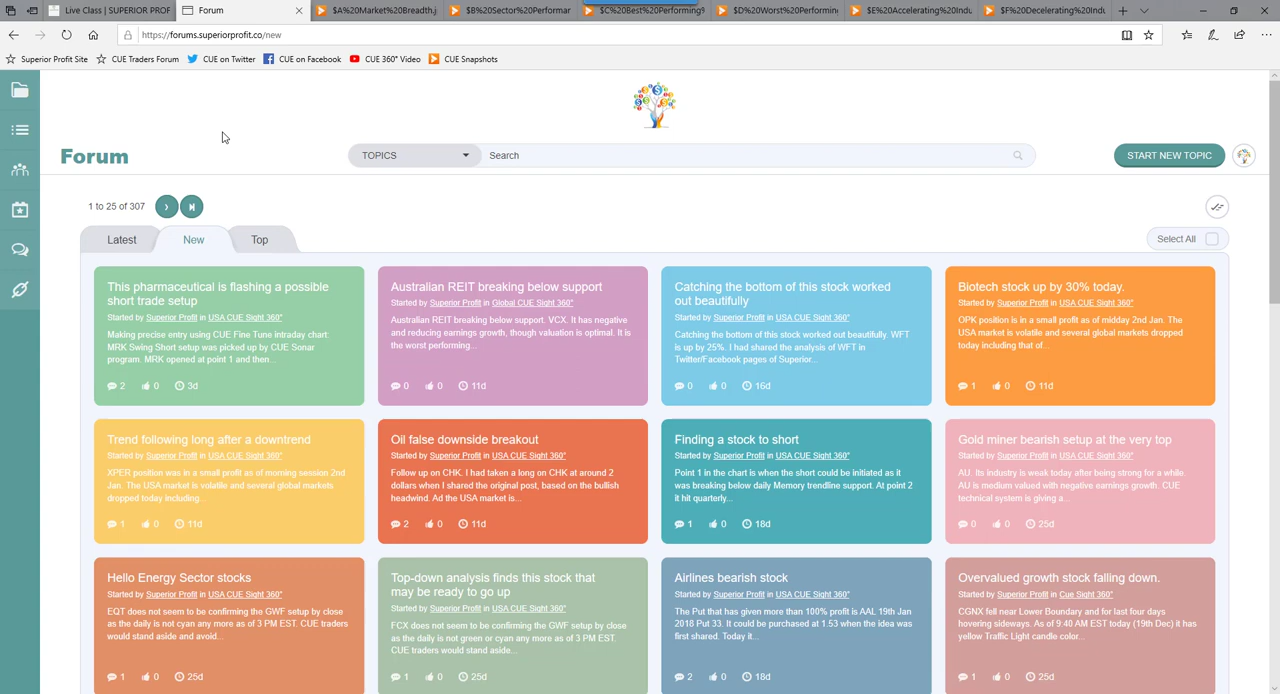 Live Class | SUPERIOR PROF
Forum
$A%20Market%20Breadth.j
$B%20Sector%20Performan
$C%20Best%20Performing%
$D%20Worst%20Performing
$E%20Accelerating%20Indu
$F%20Decelerating%20Indu
https://forums.superiorprofit.co/new
Superior Profit Site
CUE Traders Forum
CUE on Twitter
CUE on Facebook
CUE 360° Video
CUE Snapshots
Forum
TOPICS
Search
START NEW TOPIC
1 to 25 of 307
Latest
New
Top
Select All
This pharmaceutical is flashing a possible
short trade setup
Started by Superior Profit in USA CUE Sight 360°
Making precise entry using CUE Fine Tune intraday chart:
MRK Swing Short setup was picked up by CUE Sonar
program. MRK opened at point 1 and then...
2 0 3d
Australian REIT breaking below support
Started by Superior Profit in Global CUE Sight 360°
Australian REIT breaking below support. VCX. It has negative
and reducing earnings growth, though valuation is optimal. It is
the worst performing...
0 0 11d
Catching the bottom of this stock worked
out beautifully
Started by Superior Profit in USA CUE Sight 360°
Catching the bottom of this stock worked out beautifully. WFT
is up by 25%. I had shared the analysis of WFT in
Twitter/Facebook pages of Superior...
0 0 16d
Biotech stock up by 30% today.
Started by Superior Profit in USA CUE Sight 360°
OPK position is in a small profit as of midday 2nd Jan. The
USA market is volatile and several global markets dropped
today including that of...
1 0 11d
Trend following long after a downtrend
Started by Superior Profit in USA CUE Sight 360°
XPER position was in a small profit as of morning session 2nd
Jan. The USA market is volatile and several global markets
dropped today including...
1 0 11d
Oil false downside breakout
Started by Superior Profit in USA CUE Sight 360°
Follow up on CHK. I had taken a long on CHK at around 2
dollars when I shared the original post, based on the bullish
headwind. Ad the USA market is...
2 0 11d
Finding a stock to short
Started by Superior Profit in USA CUE Sight 360°
Point 1 in the chart is when the short could be initiated as it
was breaking below daily Memory trendline support. At point 2
it hit quarterly...
1 0 18d
Gold miner bearish setup at the very top
Started by Superior Profit in USA CUE Sight 360°
AU. Its industry is weak today after being strong for a while.
AU is medium valued with negative earnings growth. CUE
technical system is giving a...
0 0 25d
Hello Energy Sector stocks
Started by Superior Profit in USA CUE Sight 360°
EQT does not seem to be confirming the GWF setup by close
as the daily is not cyan any more as of 3 PM EST. CUE traders
would stand aside and avoid...
1 0 25d
Top-down analysis finds this stock that
may be ready to go up
Started by Superior Profit in USA CUE Sight 360°
FCX does not seem to be confirming the GWF setup by close
as the daily is not green or cyan any more as of 3 PM EST.
CUE traders would stand aside...
1 0 25d
Airlines bearish stock
Started by Superior Profit in USA CUE Sight 360°
The Put that has given more than 100% profit is AAL 19th Jan
2018 Put 33. It could be purchased at 1.53 when the idea was
first shared. Today it...
2 0 18d
Overvalued growth stock falling down.
Started by Superior Profit in Cue Sight 360°
CGNX fell near Lower Boundary and for last four days
hovering sideways. As of 9:40 AM EST today (19th Dec) it has
yellow Traffic Light candle color...
1 0 25d